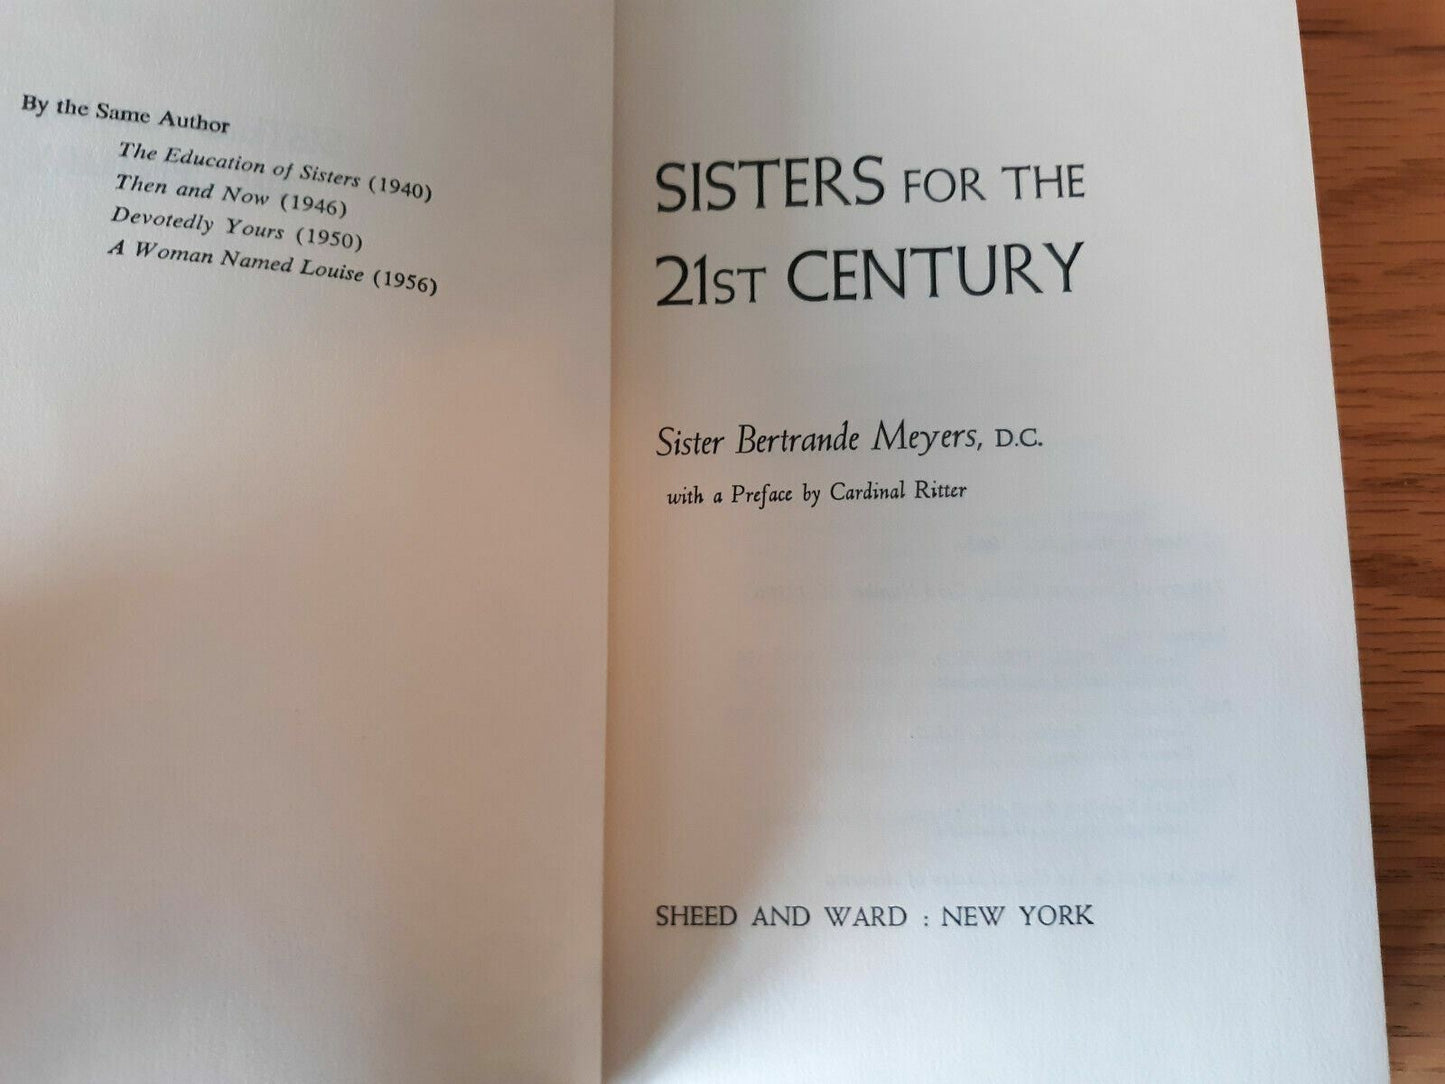 By the Same Author
The Education of Sisters (1940)
Then and Now (1946)
Devotedly Yours (1950)
A Woman Named Louise (1956)
SISTERS FOR THE
21ST CENTURY
Sister Bertrande Meyers, D.C.
with a Preface by Cardinal Ritter
SHEED AND WARD : NEW YORK